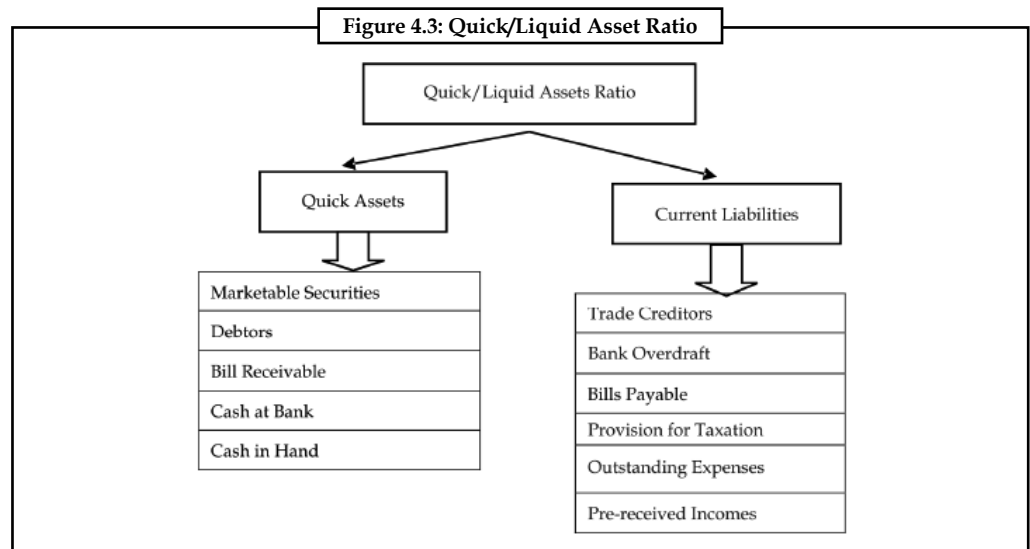 Figure 4.3: Quick/Liquid Asset Ratio
Quick/Liquid Assets Ratio
Quick Assets
Marketable Securities
Debtors
Bill Receivable
Cash at Bank
Cash in Hand
Current Liabilities
Trade Creditors
Bank Overdraft
Bills Payable
Provision for Taxation
Outstanding Expenses
Pre-received Incomes